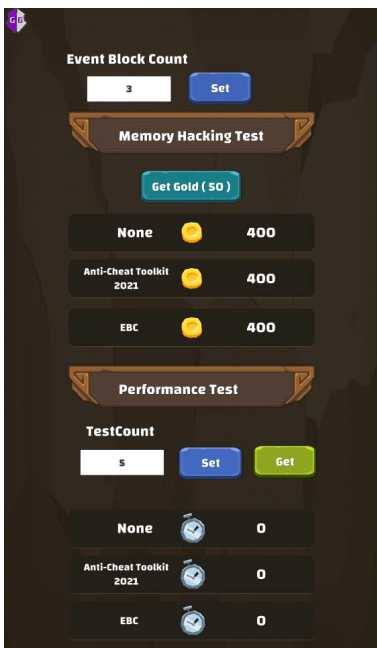 GG
Event Block Count
3
Set
Memory Hacking Test
Get Gold ( 50 )
None 400
Anti-Cheat Toolkit
2021
400
EBC 400
Performance Test
TestCount
5
Set
Get
None 0
Anti-Cheat Toolkit
2021
0
EBC 0